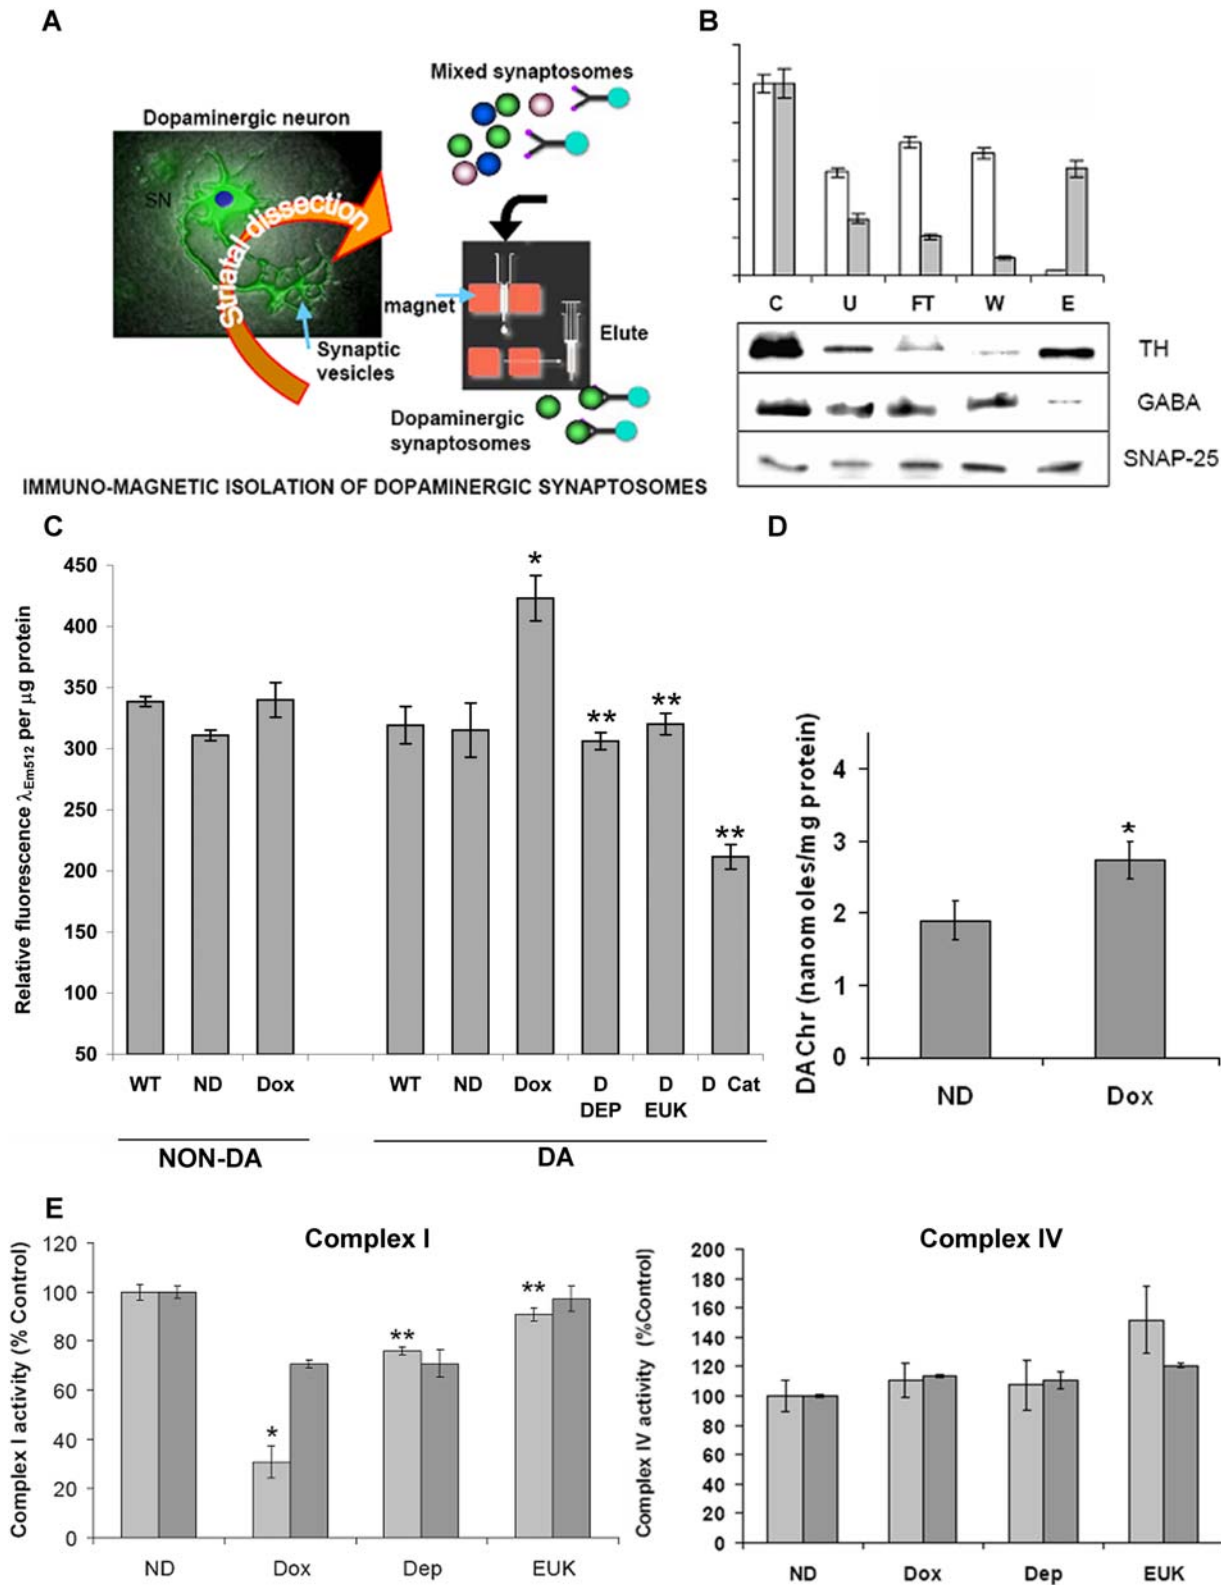 A
Mixed synaptosomes
Dopaminergic neuron
SN
Striatal dissection
magnet
Elute
Synaptic
vesicles
Dopaminergic
synaptosomes
IMMUNO-MAGNETIC ISOLATION OF DOPAMINERGIC SYNAPTOSOMES
B
C U FT W E
TH
GABA
SNAP-25
C
Relative fluorescence λEm512 per μg protein
450
400
350
300
250
200
150
100
50
*
**
**
**
WT ND Dox WT ND Dox D D D Cat
DEP EUK
NON-DA DA
D
DAChr (nanomoles/mg protein)
4
3
2
1
0
*
ND Dox
E
Complex I
Complex I activity (% Control)
120
100
80
60
40
20
0
*
**
**
ND Dox Dep EUK
Complex IV
Complex IV activity (%Control)
200
180
160
140
120
100
80
60
40
20
0
ND Dox Dep EUK